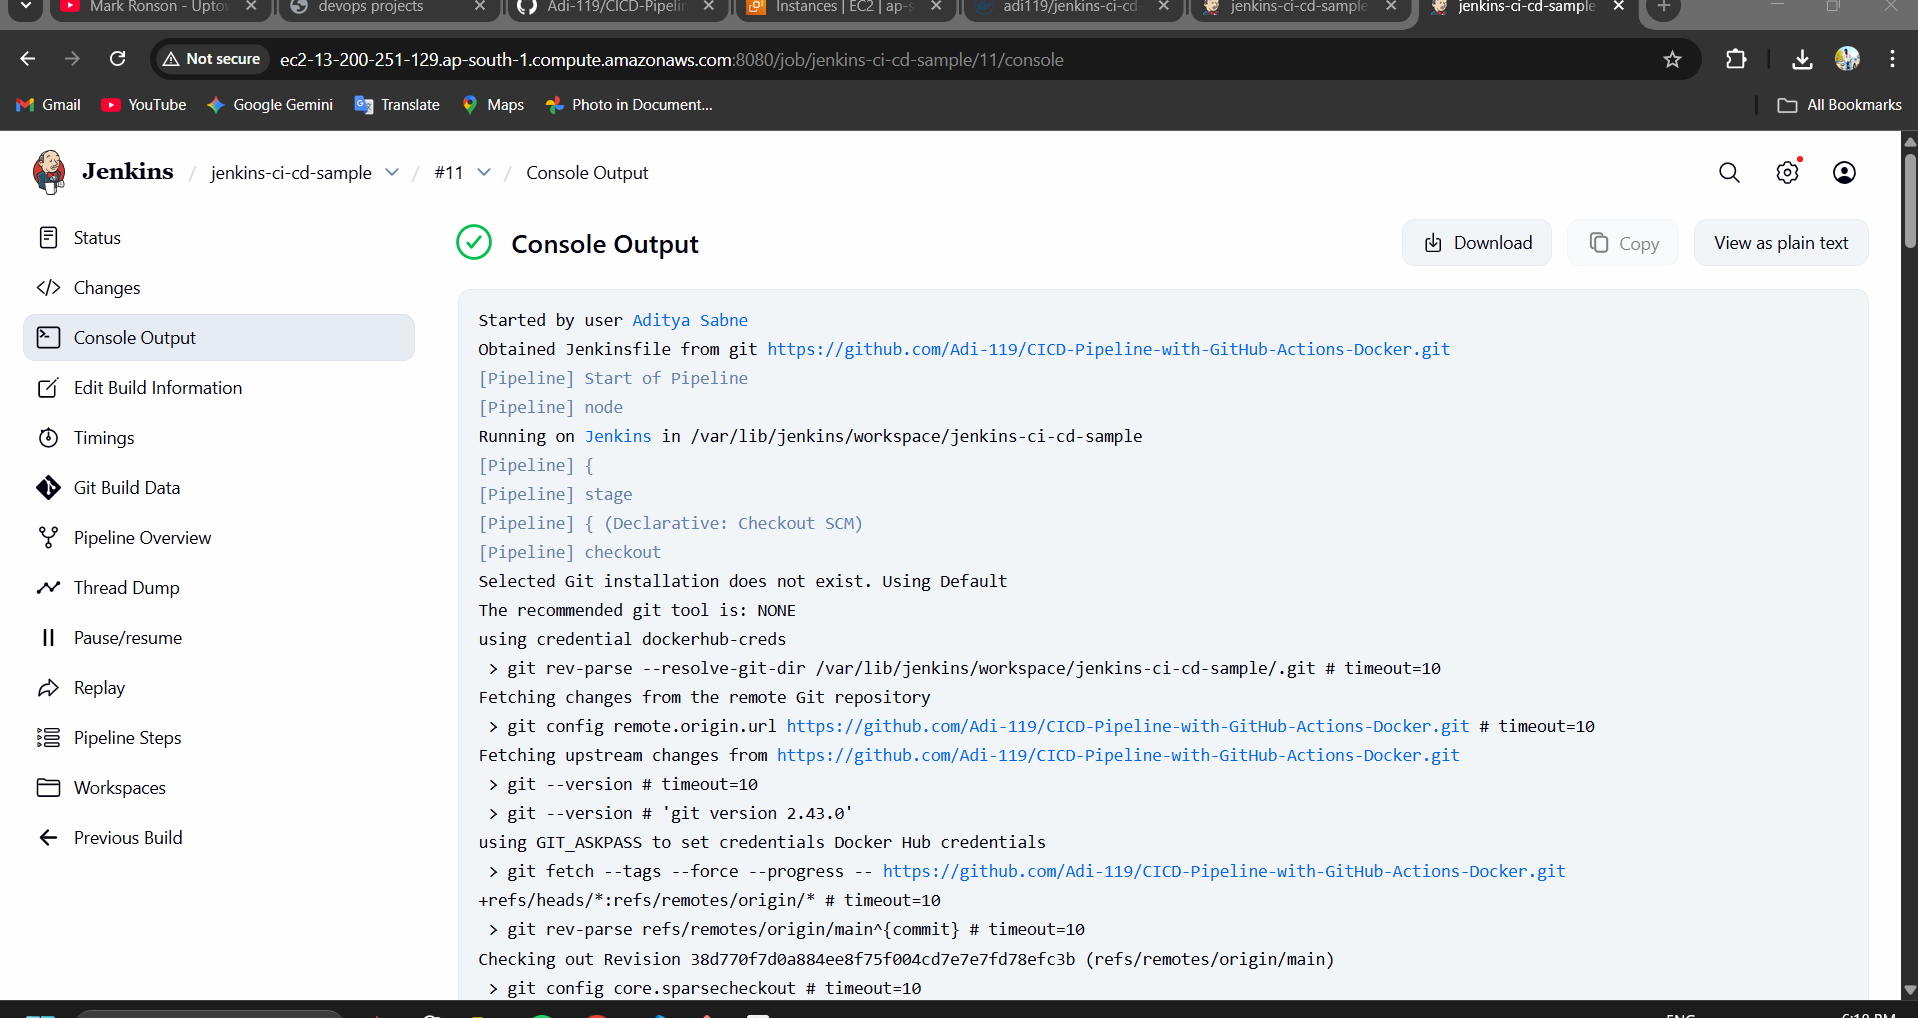 Mark Ronson - Uptow
devops projects
Adi-119/CICD-Pipelin
Instances | EC2 | ap-s
adi119/jenkins-ci-cd-
jenkins-ci-cd-sample
jenkins-ci-cd-sample
Not secure ec2-13-200-251-129.ap-south-1.compute.amazonaws.com:8080/job/jenkins-ci-cd-sample/11/console
Gmail YouTube Google Gemini Translate Maps Photo in Document... All Bookmarks
Jenkins / jenkins-ci-cd-sample / #11 / Console Output
Status
Changes
Console Output
Edit Build Information
Timings
Git Build Data
Pipeline Overview
Thread Dump
Pause/resume
Replay
Pipeline Steps
Workspaces
Previous Build
Console Output
Download Copy View as plain text
Started by user Aditya Sabne
Obtained Jenkinsfile from git https://github.com/Adi-119/CICD-Pipeline-with-GitHub-Actions-Docker.git
[Pipeline] Start of Pipeline
[Pipeline] node
Running on Jenkins in /var/lib/jenkins/workspace/jenkins-ci-cd-sample
[Pipeline] {
[Pipeline] stage
[Pipeline] { (Declarative: Checkout SCM)
[Pipeline] checkout
Selected Git installation does not exist. Using Default
The recommended git tool is: NONE
using credential dockerhub-creds
> git rev-parse --resolve-git-dir /var/lib/jenkins/workspace/jenkins-ci-cd-sample/.git # timeout=10
Fetching changes from the remote Git repository
> git config remote.origin.url https://github.com/Adi-119/CICD-Pipeline-with-GitHub-Actions-Docker.git # timeout=10
Fetching upstream changes from https://github.com/Adi-119/CICD-Pipeline-with-GitHub-Actions-Docker.git
> git --version # timeout=10
> git --version # 'git version 2.43.0'
using GIT_ASKPASS to set credentials Docker Hub credentials
> git fetch --tags --force --progress -- https://github.com/Adi-119/CICD-Pipeline-with-GitHub-Actions-Docker.git
+refs/heads/*:refs/remotes/origin/* # timeout=10
> git rev-parse refs/remotes/origin/main^{commit} # timeout=10
Checking out Revision 38d770f7d0a884ee8f75f004cd7e7e7fd78efc3b (refs/remotes/origin/main)
> git config core.sparsecheckout # timeout=10
ENG
6:18 PM